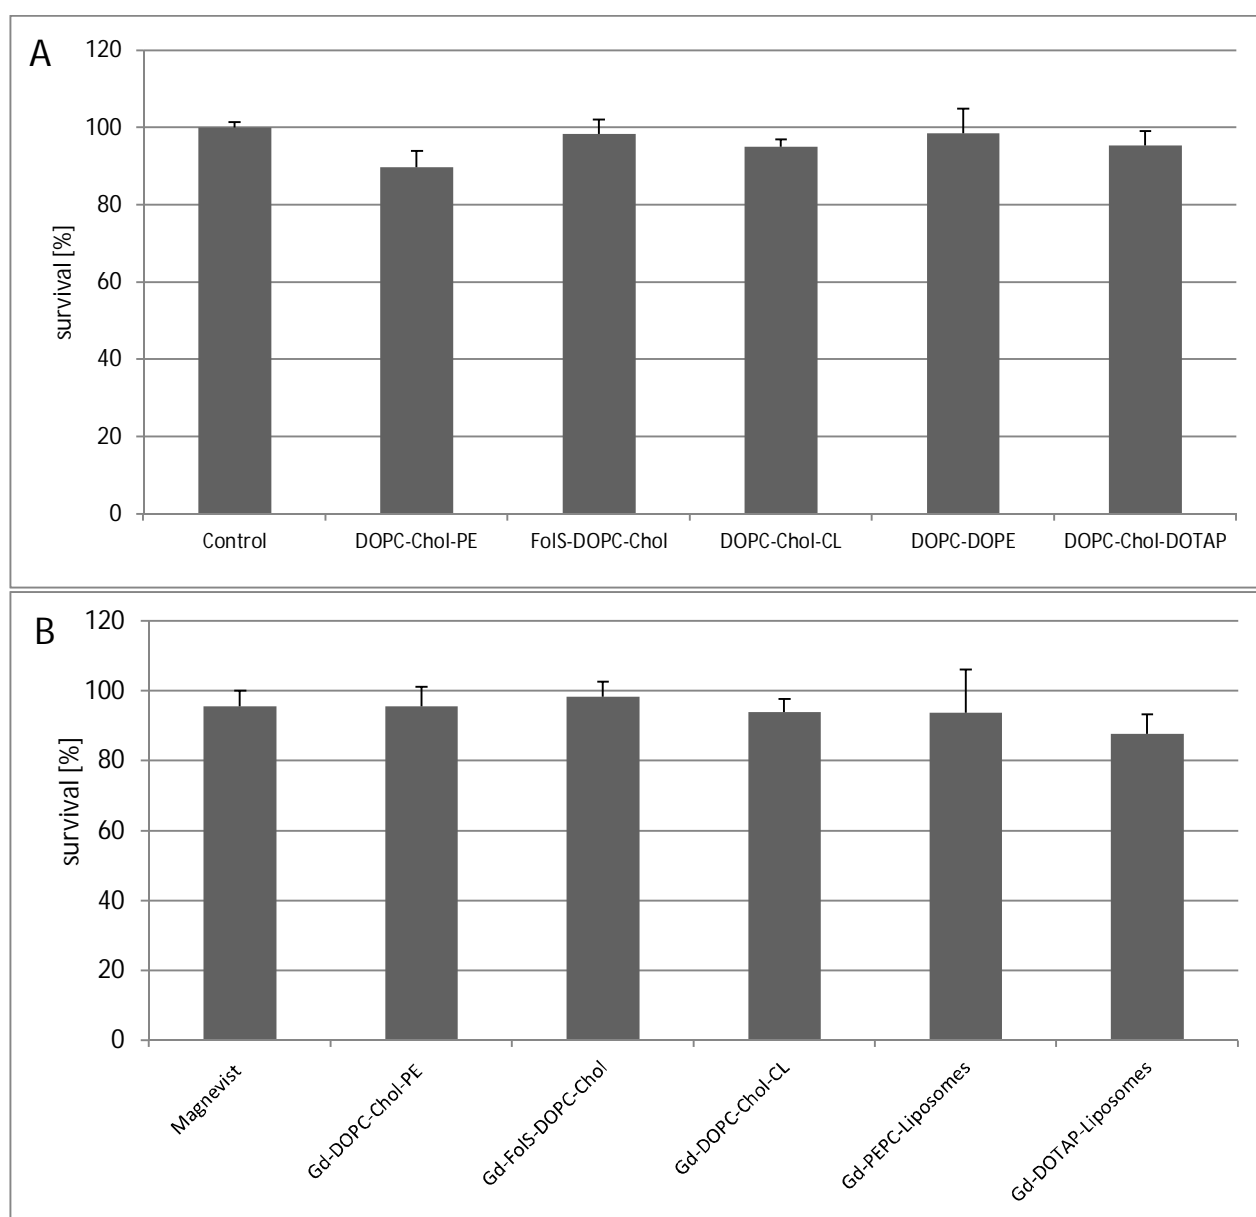 A
120
100
80
60
40
20
0
survival [%]
Control DOPC-Chol-PE FolS-DOPC-Chol DOPC-Chol-CL DOPC-DOPE DOPC-Chol-DOTAP
B
120
100
80
60
40
20
0
survival [%]
Magnevist
Gd-DOPC-Chol-PE
Gd-FolS-DOPC-Chol
Gd-DOPC-Chol-CL
Gd-PEPC-Liposomes
Gd-DOTAP-Liposomes